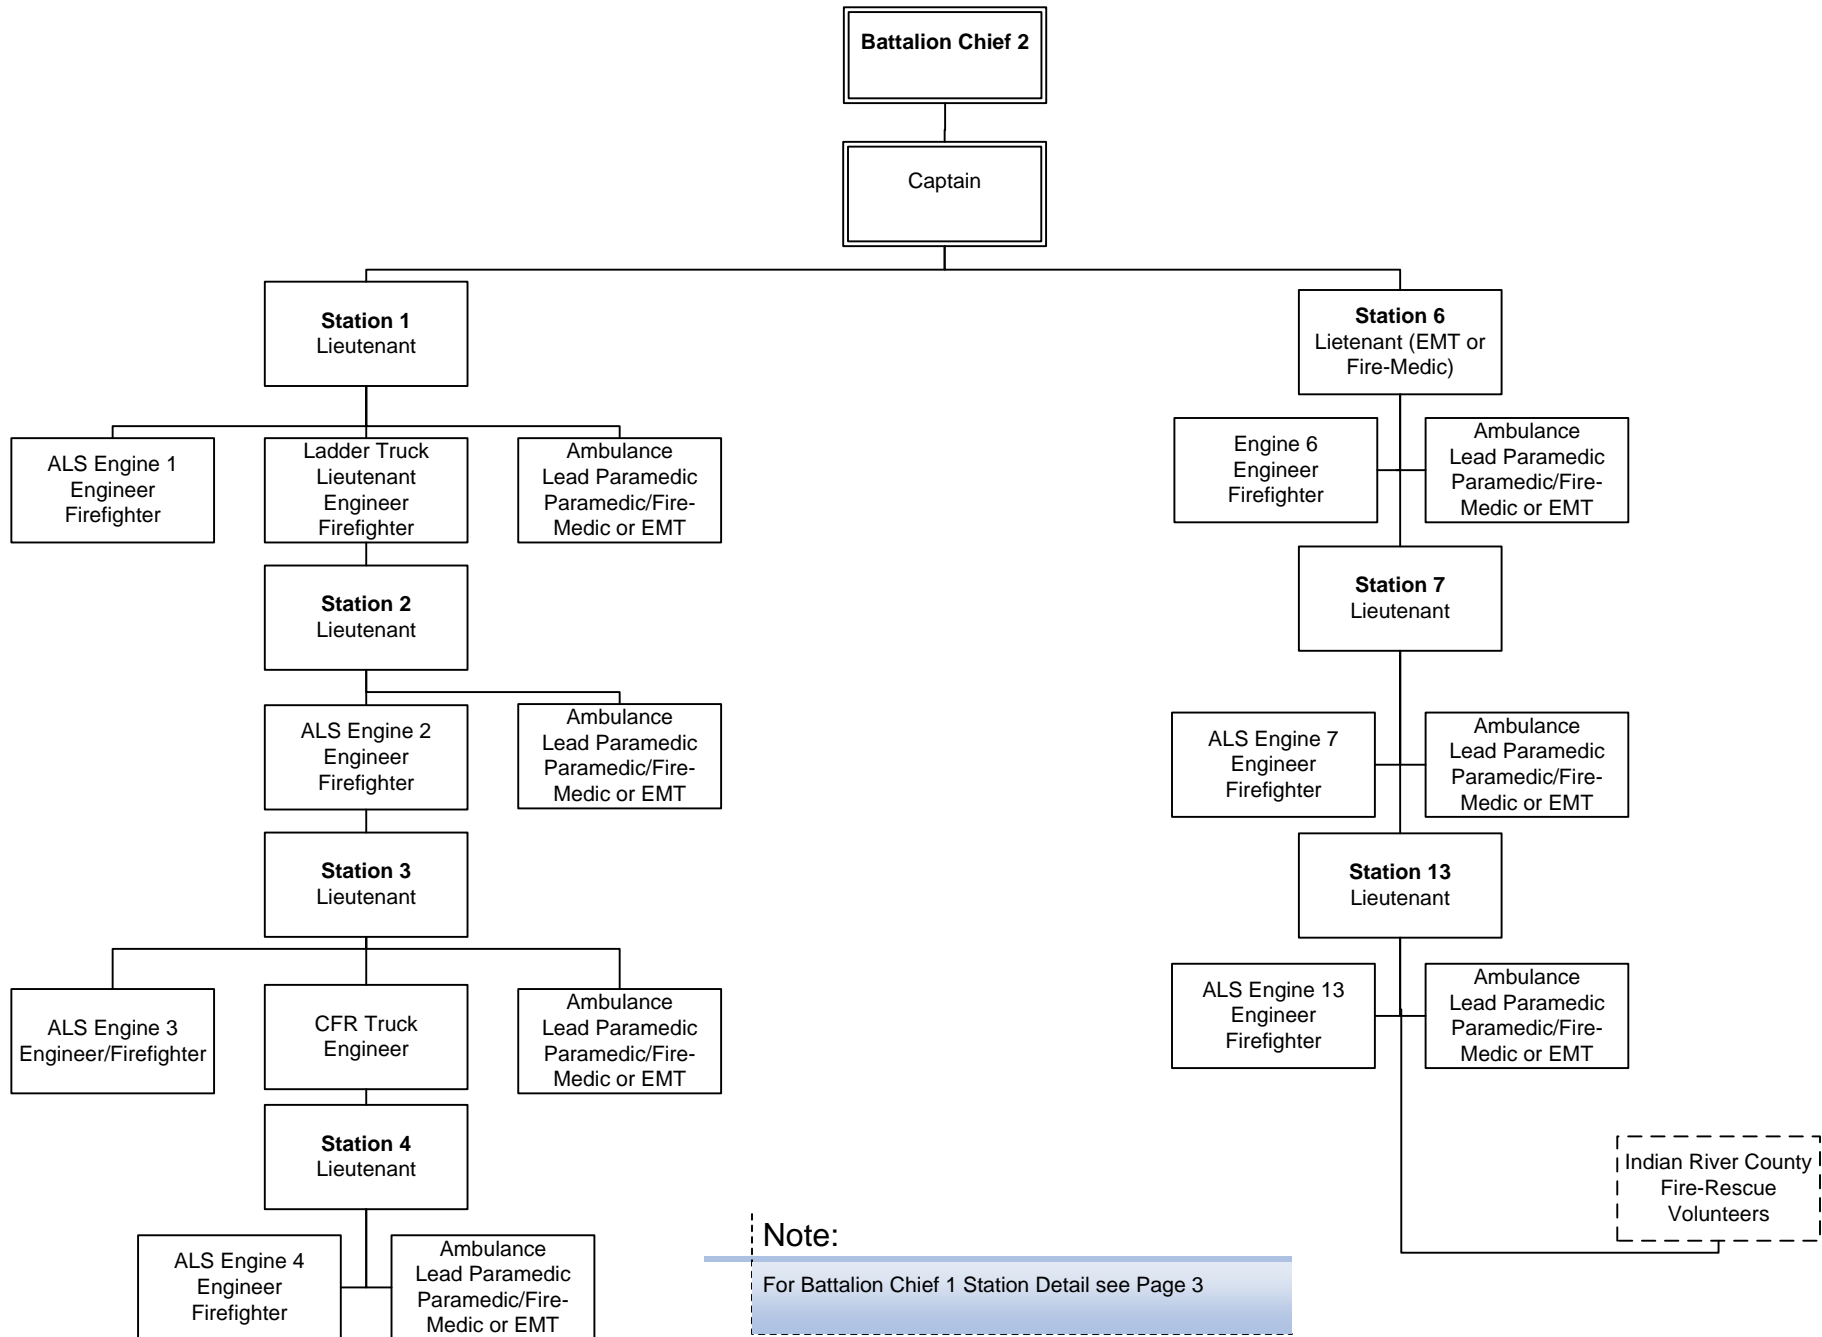 Battalion Chief 2
Captain
Station 1
Lieutenant
ALS Engine 1
Engineer
Firefighter
Ladder Truck
Lieutenant
Engineer
Firefighter
Ambulance
Lead Paramedic
Paramedic/Fire-
Medic or EMT
Station 2
Lieutenant
ALS Engine 2
Engineer
Firefighter
Ambulance
Lead Paramedic
Paramedic/Fire-
Medic or EMT
Station 3
Lieutenant
ALS Engine 3
Engineer/Firefighter
CFR Truck
Engineer
Ambulance
Lead Paramedic
Paramedic/Fire-
Medic or EMT
Station 4
Lieutenant
ALS Engine 4
Engineer
Firefighter
Ambulance
Lead Paramedic
Paramedic/Fire-
Medic or EMT
Station 6
Lietenant (EMT or
Fire-Medic)
Engine 6
Engineer
Firefighter
Ambulance
Lead Paramedic
Paramedic/Fire-
Medic or EMT
Station 7
Lieutenant
ALS Engine 7
Engineer
Firefighter
Ambulance
Lead Paramedic
Paramedic/Fire-
Medic or EMT
Station 13
Lieutenant
ALS Engine 13
Engineer
Firefighter
Ambulance
Lead Paramedic
Paramedic/Fire-
Medic or EMT
Indian River County
Fire-Rescue
Volunteers
Note:
For Battalion Chief 1 Station Detail see Page 3